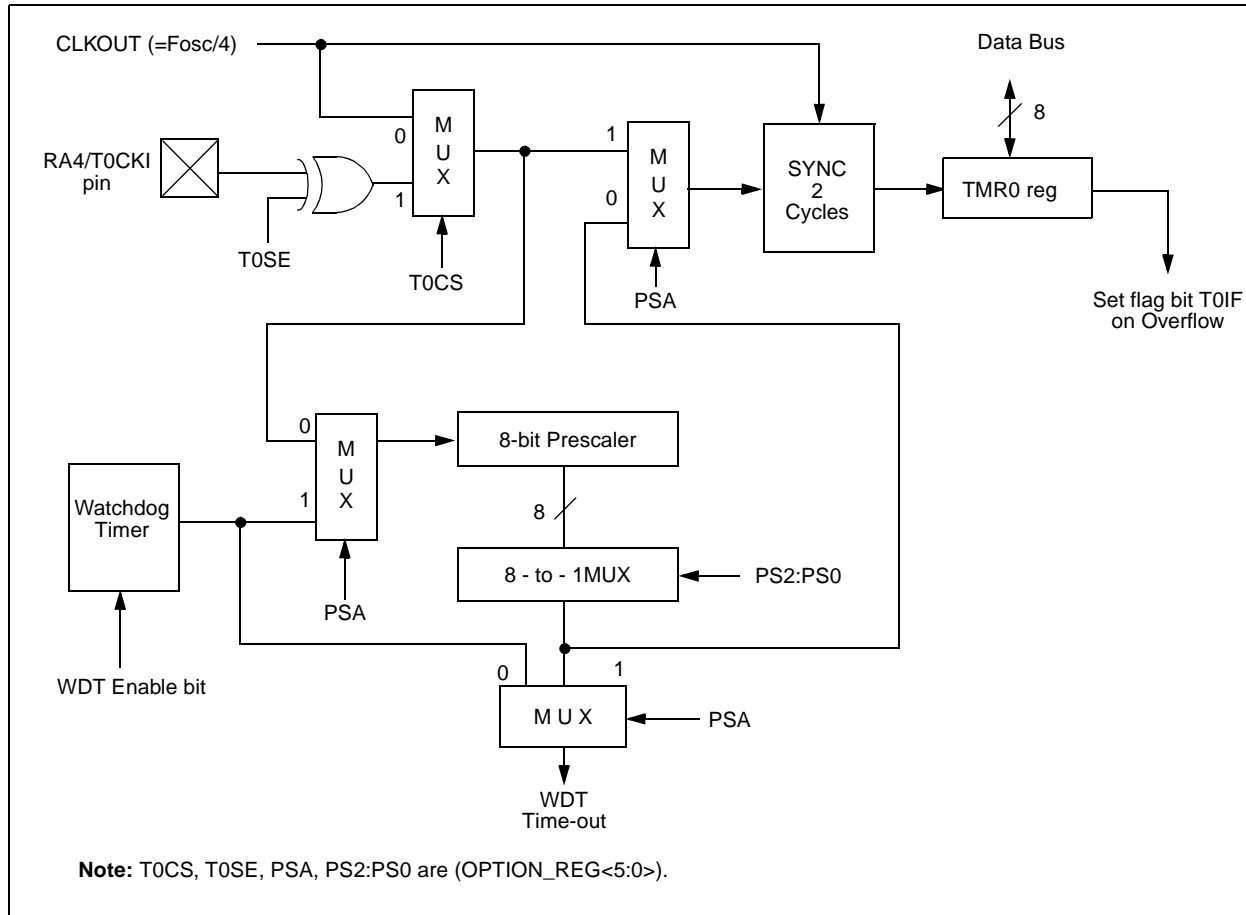 CLKOUT (=Fosc/4)
Data Bus
8
RA4/T0CKI
pin
T0SE
0
1
M
U
X
T0CS
1
0
M
U
X
PSA
SYNC
2
Cycles
TMR0 reg
Set flag bit T0IF
on Overflow
0
1
M
U
X
PSA
8-bit Prescaler
8
8 - to - 1MUX
PS2:PS0
Watchdog
Timer
WDT Enable bit
0
1
M U X
PSA
WDT
Time-out
Note: T0CS, T0SE, PSA, PS2:PS0 are (OPTION_REG<5:0>).